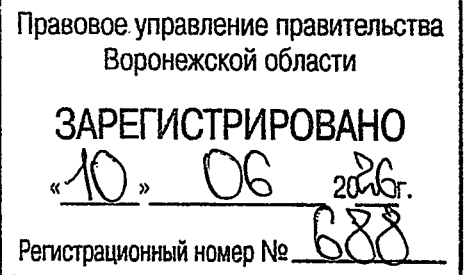 Правовое управление правительства
Воронежской области
ЗАРЕГИСТРИРОВАНО
«10» 06 2026г.
Регистрационный номер № 688